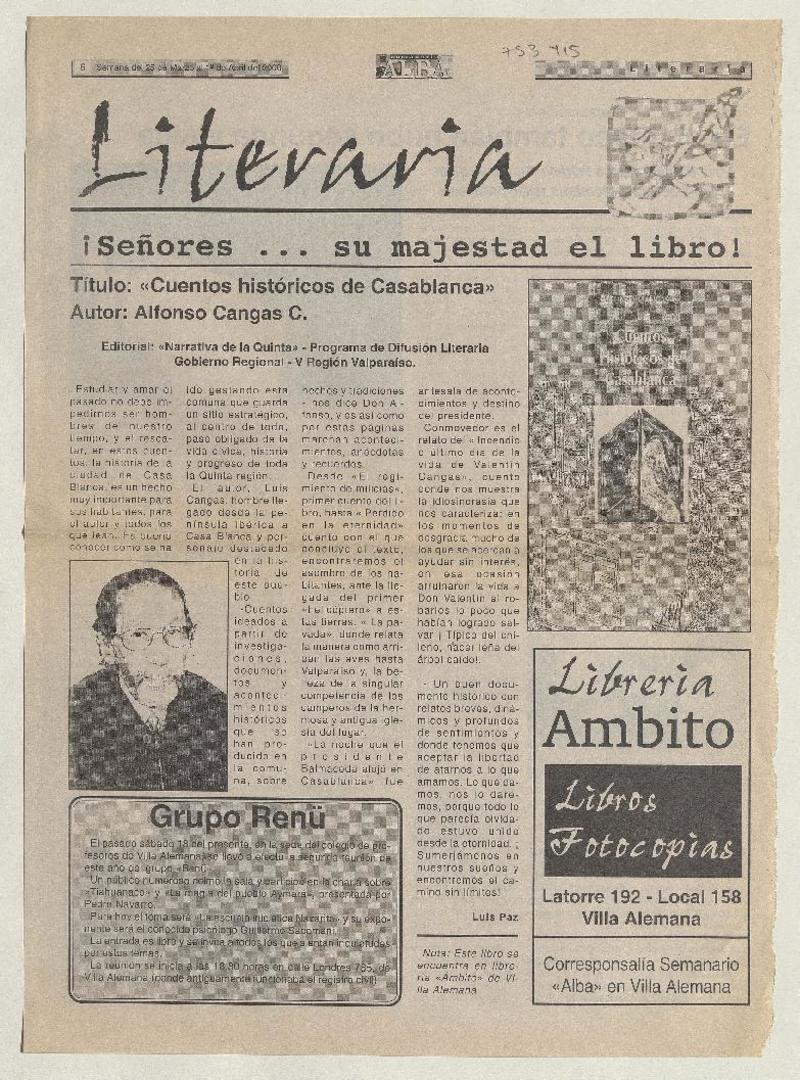 753 415
6 Semana del 25 de Marzo al 1º de Abril del 2000
ALBA
Literaria
Literaria
¡Señores ... su majestad el libro!
Título: «Cuentos históricos de Casablanca»
Autor: Alfonso Cangas C.
Editorial: «Narrativa de la Quinta» - Programa de Difusión Literaria
Gobierno Regional - V Región Valparaíso.
Estudiar y amar el
pasado no debe im-
pedirnos ser hom-
bres de nuestro
tiempo, y el resca-
tar, en estos cuen-
tos, la historia de la
ciudad de Casa
Blanca, es un hecho
muy importante para
sus habitantes, para
el autor y todos los
que lean. Es bueno
conocer como se ha
ido gestando esta
comuna que guarda
un sitio estratégico,
al centro de toda,
paso obligado de la
vida cívica, historia
y progreso de toda
la Quinta región.
El autor, Luis
Cangas, hombre lle-
gado desde la pe-
nínsula Ibérica a
Casa Blanca y per-
sonaje destacado
en la his-
toria de
este pue-
blo.
-Cuentos
ideados a
partir de
investiga-
ciones,
documen-
tos y
aconteci-
mientos
históricos
que se
han pro-
ducido en
la comu-
na, sobre
hechos y tradiciones
- nos dice Don Al-
fonso, y es así como
por estas páginas
marchan aconteci-
mientos, anécdotas
y recuerdos.
Desde «El regi-
miento de milicias»,
primer cuento del li-
bro, hasta « Perdido
en la eternidad»
cuento con el que
concluye el texto,
encontraremos el
asombro de los ha-
bitantes, ante la lle-
gada del primer
«helicóptero» a es-
tas tierras. « La pa-
vada», donde relata
la manera como arri-
ban las aves hasta
Valparaíso y, la be-
lleza de la singular
competencia de los
camperos de la her-
mosa y antigua igle-
sia del lugar.
«La noche que el
presidente
Balmaceda alojó en
Casablanca» fue
antesala de aconte-
cimientos y destino
del presidente.
Conmovedor es el
relato del « Incendio
o último día de la
vida de Valentín
Cangas», cuento
donde nos muestra
la idiosincrasia que
nos caracteriza: en
los momentos de
desgracia mucho de
los que se acercan a
ayudar sin interés,
en esa ocasión
arruinaron la vida a
Don Valentín al ro-
barles lo poco que
habían logrado sal-
var ¡ Típico del chi-
leno, hacer leña del
árbol caído!.
- Un buen docu-
mento histórico con
relatos breves, diná-
micos y profundos
de sentimientos y
donde tenemos que
aceptar la libertad
de atarnos a lo que
amamos. Lo que da-
mos, nos lo dare-
mos, porque todo lo
que parecía olvida-
do estuvo unido
desde la eternidad. ¡
Sumerjámonos en
nuestros sueños y
encontremos el ca-
mino sin límites!
Luis Paz
Nota: Este libro se
encuentra en libre-
ría «Ambito» de Vi-
lla Alemana
Cuentos
Históricos de
Casablanca
Grupo Renü
El pasado sábado 18 del presente, en la sede del colegio de pro-
fesores de Villa Alemana, se llevó a efecto la segunda reunión de
este año del grupo «Renü».
Un público numeroso colmó la sala y participó en la charla sobre
«Tiahuanaco» y «La magia del pueblo Aymara», presentada por
Pedro Navarro.
Para hoy el tema será «La escuela iniciática Nazarita» y su expo-
nente será el conocido psicólogo Guillermo
La entrada es libre y se invita a todos los que sientan inquietudes
por estos temas.
La reunión se inicia a las 18,30 horas en calle Londres 785, de
Villa Alemana (donde antiguamente funcionaba el registro civil)
Librería
Ambito
Libros
Fotocopias
Latorre 192 - Local 158
Villa Alemana
Corresponsalía Semanario
«Alba» en Villa Alemana